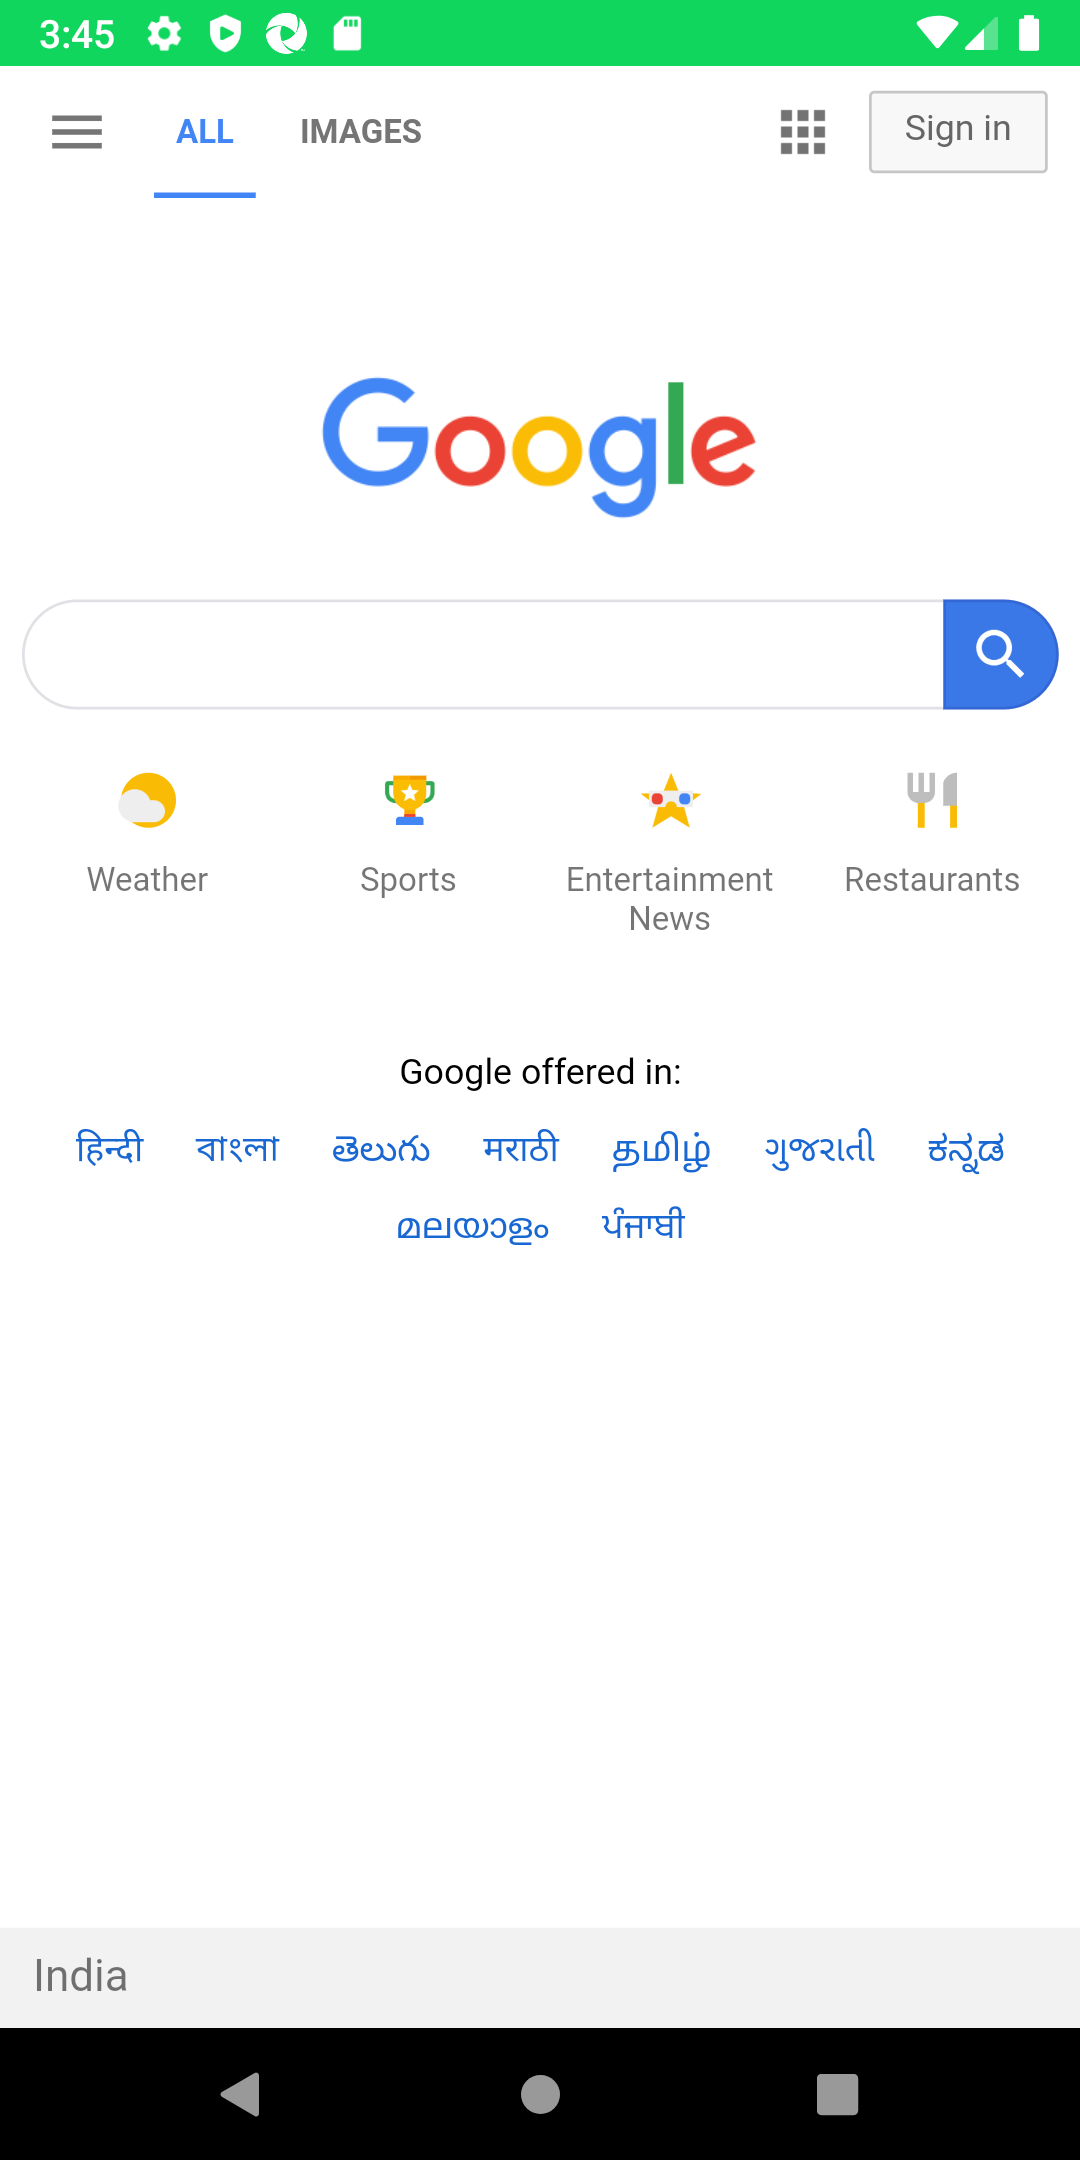 3:45
ALL IMAGES Sign in
Google
Weather Sports Entertainment News Restaurants
Google offered in:
हिन्दी বাংলা తెలుగు मराठी தமிழ் ગુજરાતી ಕನ್ನಡ
മലയാളം ਪੰਜਾਬੀ
India